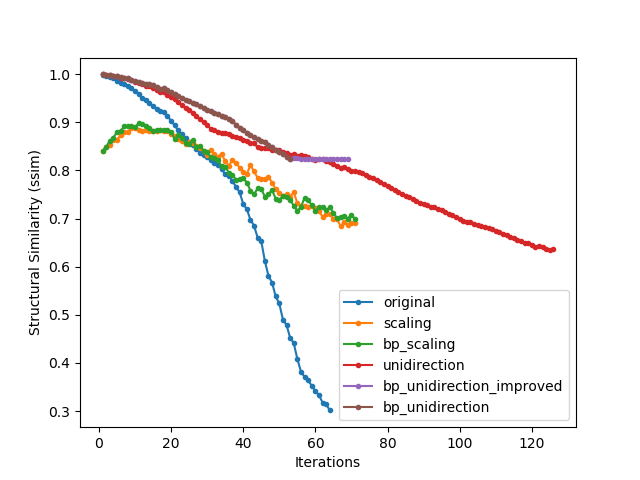 1.0
0.9
0.8
0.7
0.6
0.5
0.4
0.3
Structural Similarity (ssim)
0 20 40 60 80 100 120
Iterations
original
scaling
bp_scaling
unidirection
bp_unidirection_improved
bp_unidirection